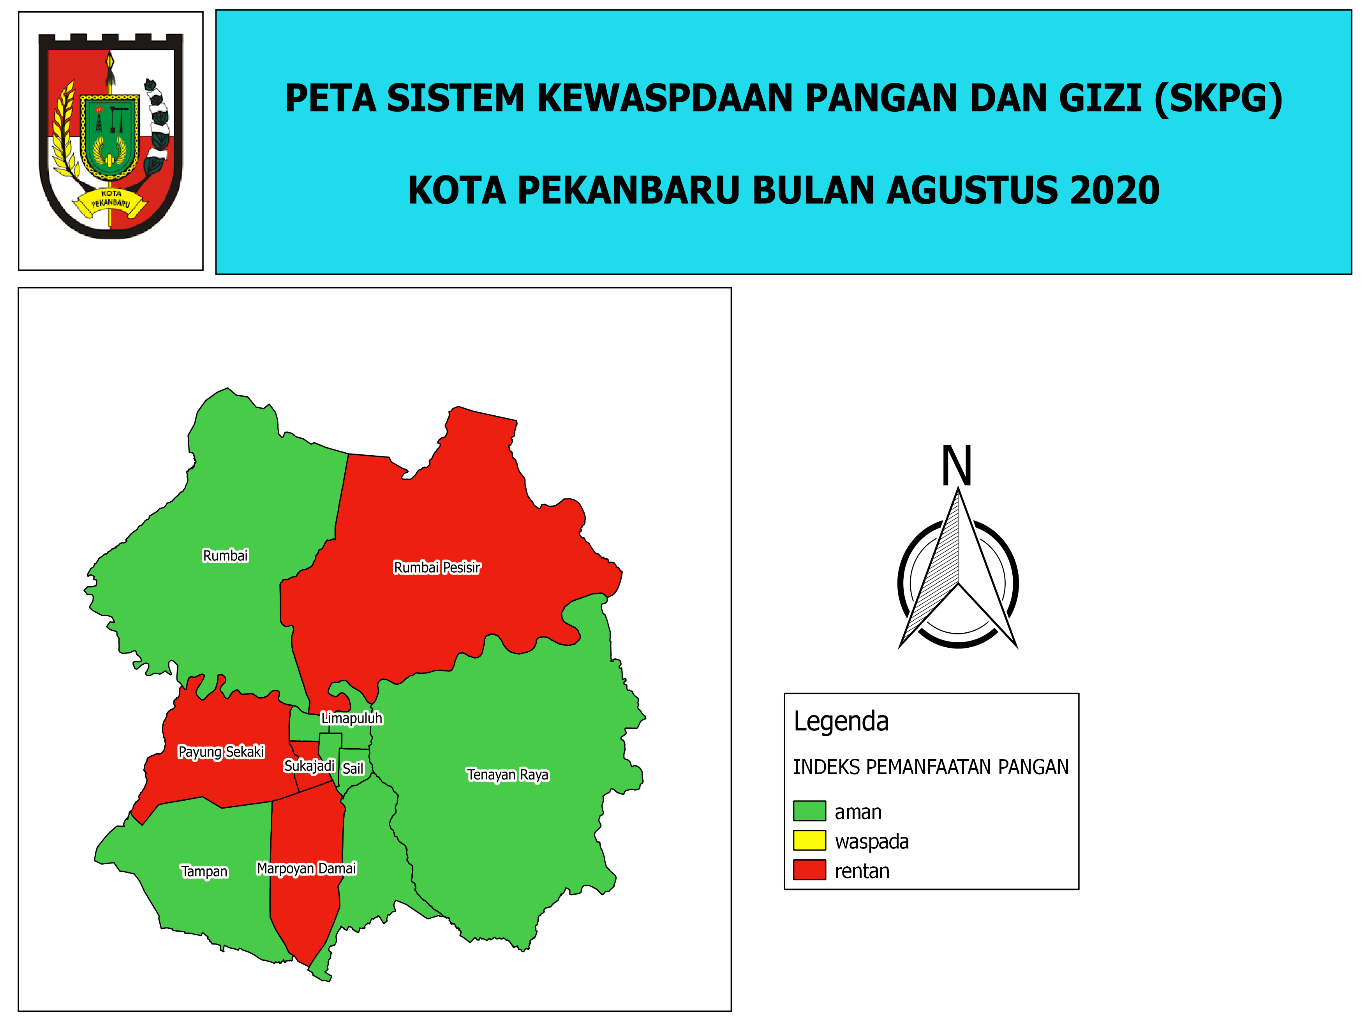 KOTA
PEKANBARU
PETA SISTEM KEWASPDAAN PANGAN DAN GIZI (SKPG)
KOTA PEKANBARU BULAN AGUSTUS 2020
Rumbai
Rumbai Pesisir
Limapuluh
Payung Sekaki
Sukajadi
Sail
Tenayan Raya
Tampan
Marpoyan Damai
N
Legenda
INDEKS PEMANFAATAN PANGAN
aman
waspada
rentan